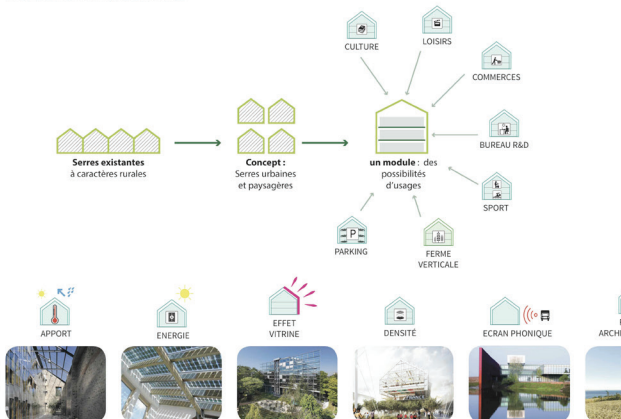 CULTURE
LOISIRS
COMMERCES
BUREAU R&D
SPORT
FERME
VERTICALE
PARKING
P
Serres existantes
à caractères rurales
Concept :
Serres urbaines
et paysagères
un module : des
possibilités
d'usages
APPORT
ENERGIE
EFFET
VITRINE
DENSITÉ
ECRAN PHONIQUE